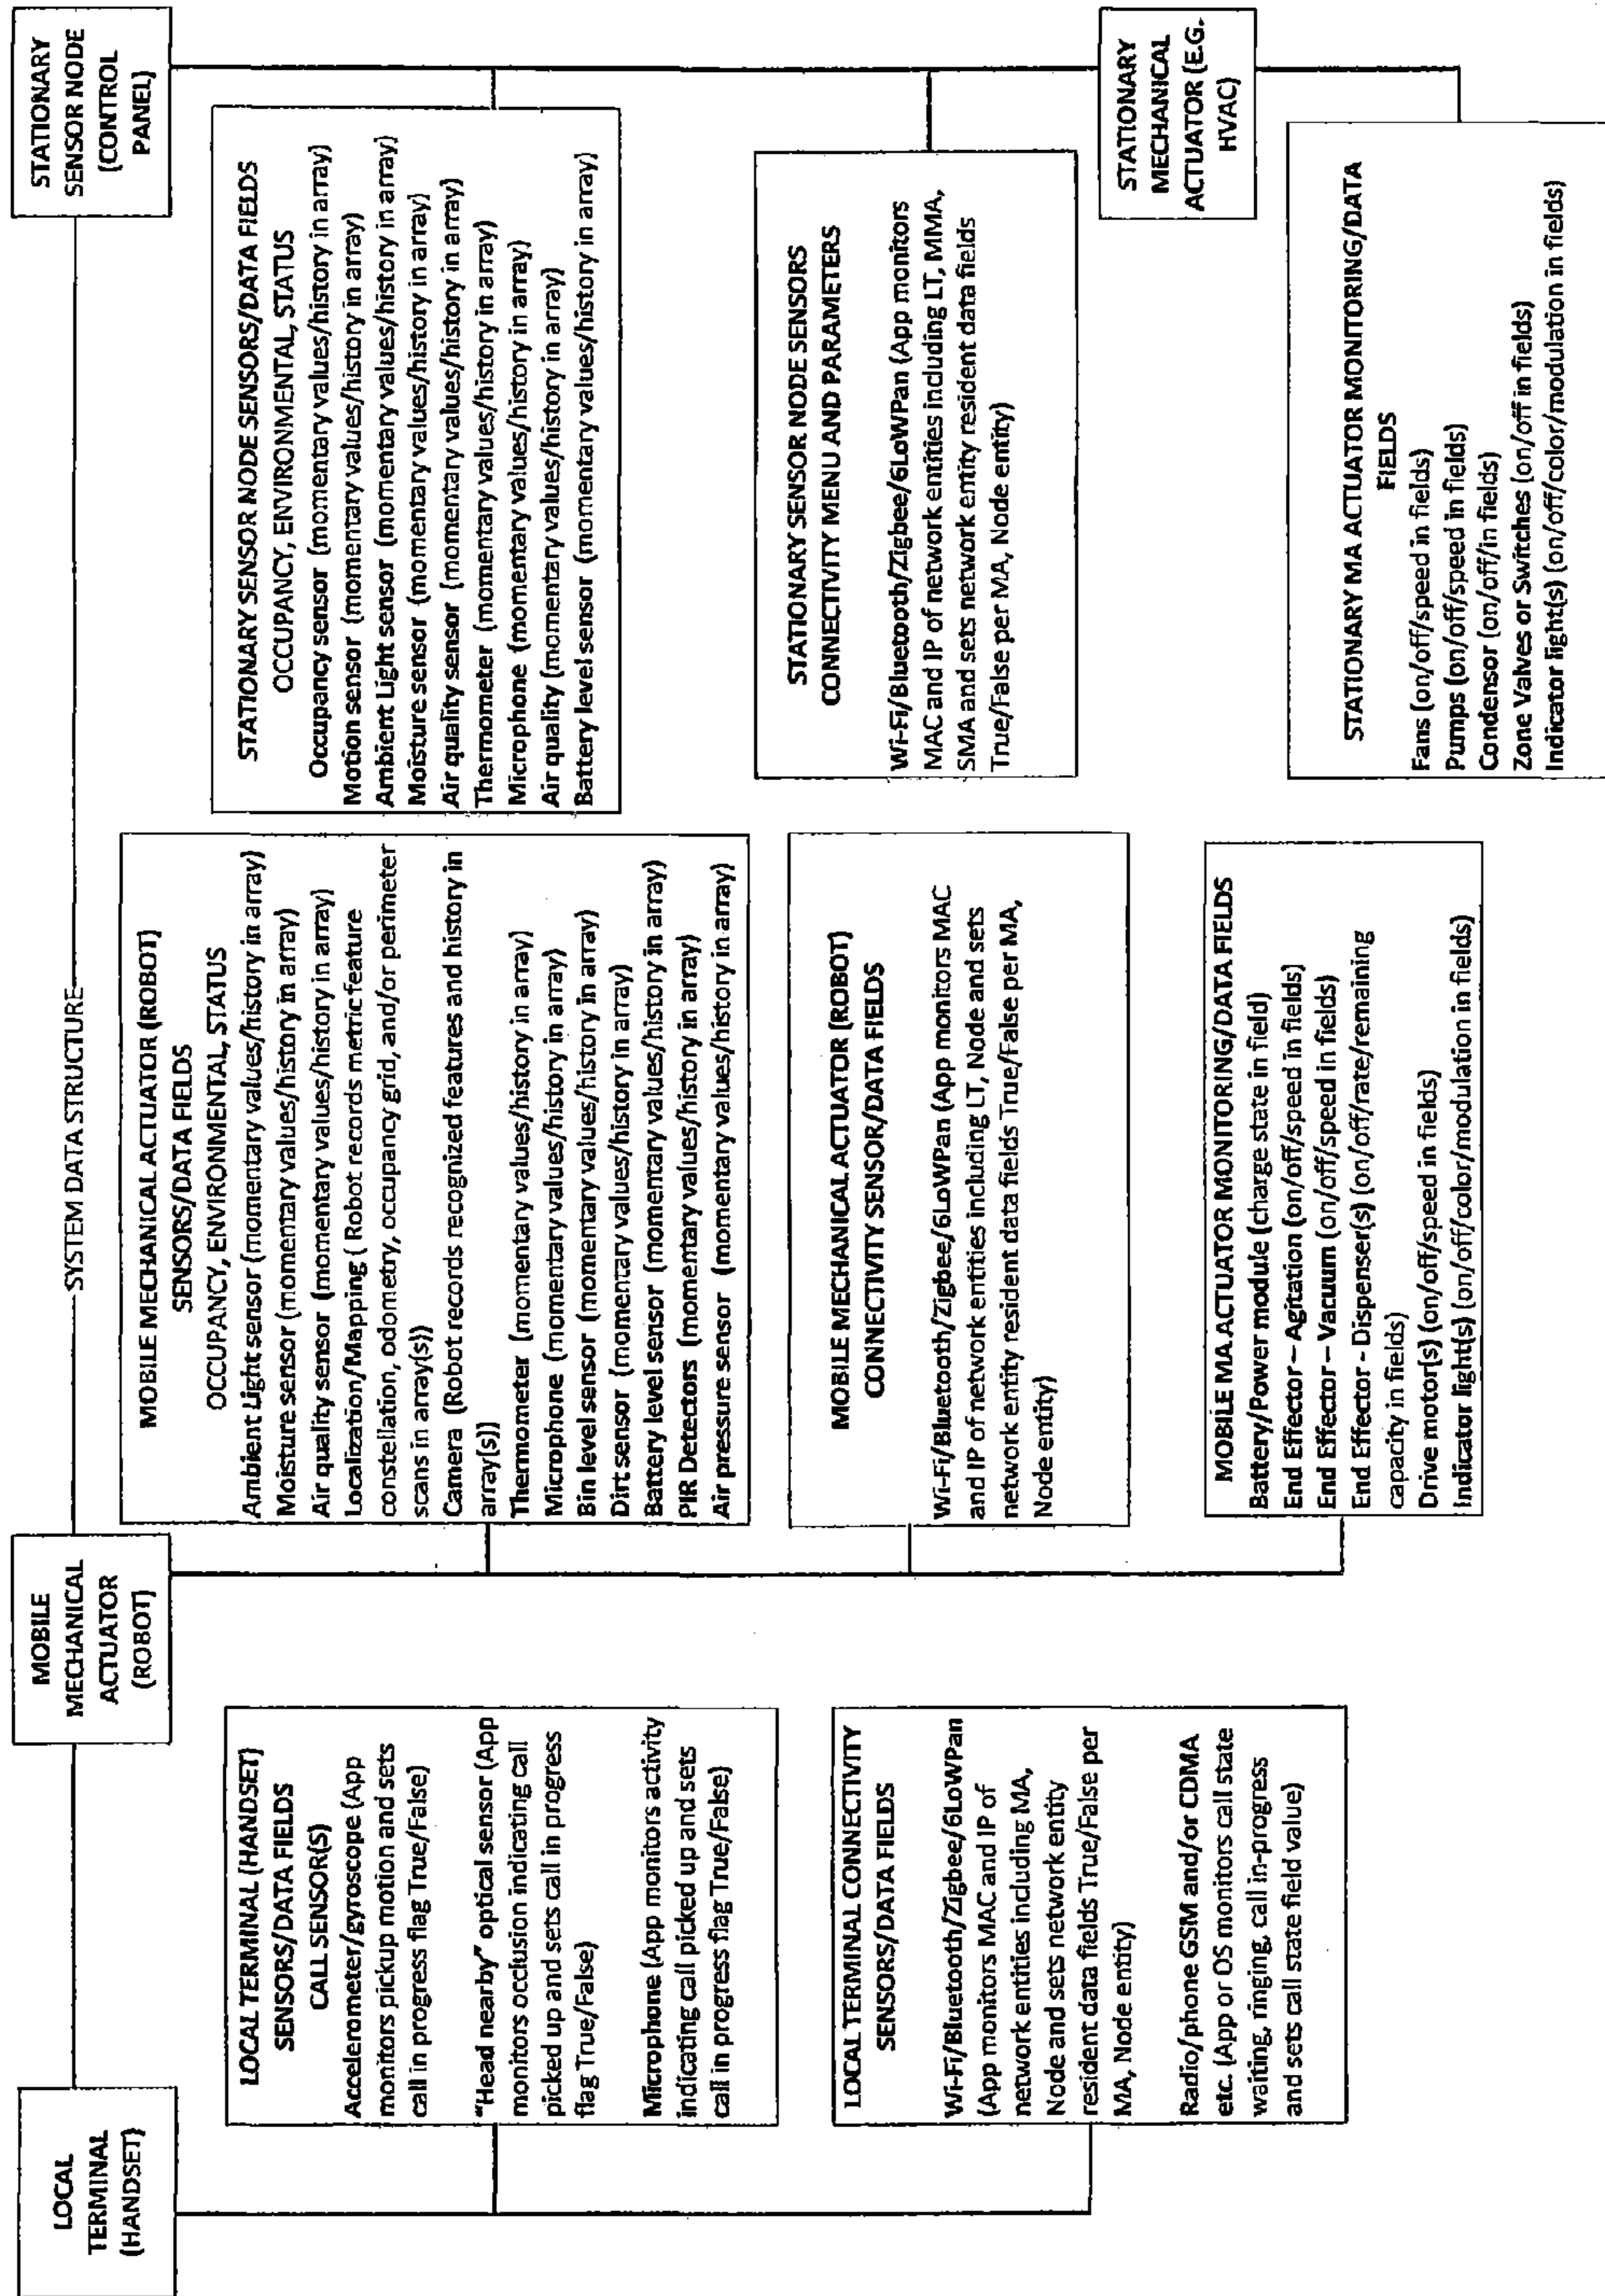 SYSTEM DATA STRUCTURE
LOCAL
TERMINAL
(HANDSET)
LOCAL TERMINAL (HANDSET)
SENSORS/DATA FIELDS
CALL SENSOR(S)
Accelerometer/gyroscope (App
monitors pickup motion and sets
call in progress flag True/False)
"Head nearby" optical sensor (App
monitors occlusion indicating call
picked up and sets call in progress
flag True/False)
Microphone (App monitors activity
indicating call picked up and sets
call in progress flag True/False)
LOCAL TERMINAL CONNECTIVITY
SENSORS/DATA FIELDS
Wi-Fi/Bluetooth/Zigbee/6LoWPan
(App monitors MAC and IP of
network entities including MA,
Node and sets network entity
resident data fields True/False per
MA, Node entity)
Radio/phone GSM and/or CDMA
etc. (App or OS monitors call state
waiting, ringing, call in-progress
and sets call state field value)
MOBILE
MECHANICAL
ACTUATOR
(ROBOT)
MOBILE MECHANICAL ACTUATOR (ROBOT)
SENSORS/DATA FIELDS
OCCUPANCY, ENVIRONMENTAL, STATUS
Ambient Light sensor (momentary values/history in array)
Moisture sensor (momentary values/history in array)
Air quality sensor (momentary values/history in array)
Localization/Mapping ( Robot records metric feature
constellation, odometry, occupancy grid, and/or perimeter
scans in array(s))
Camera (Robot records recognized features and history in
array(s))
Thermometer (momentary values/history in array)
Microphone (momentary values/history in array)
Bin level sensor (momentary values/history in array)
Dirt sensor (momentary values/history in array)
Battery level sensor (momentary values/history in array)
PIR Detectors (momentary values/history in array)
Air pressure sensor (momentary values/history in array)
MOBILE MECHANICAL ACTUATOR (ROBOT)
CONNECTIVITY SENSOR/DATA FIELDS
Wi-Fi/Bluetooth/Zigbee/6LoWPan (App monitors MAC
and IP of network entities including LT, Node and sets
network entity resident data fields True/False per MA,
Node entity)
MOBILE MA ACTUATOR MONITORING/DATA FIELDS
Battery/Power module (charge state in field)
End Effector – Agitation (on/off/speed in fields)
End Effector – Vacuum (on/off/speed in fields)
End Effector - Dispenser(s) (on/off/rate/remaining
capacity in fields)
Drive motor(s) (on/off/speed in fields)
Indicator light(s) (on/off/color/modulation in fields)
STATIONARY
SENSOR NODE
(CONTROL
PANEL)
STATIONARY SENSOR NODE SENSORS/DATA FIELDS
OCCUPANCY, ENVIRONMENTAL, STATUS
Occupancy sensor (momentary values/history in array)
Motion sensor (momentary values/history in array)
Ambient Light sensor (momentary values/history in array)
Moisture sensor (momentary values/history in array)
Air quality sensor (momentary values/history in array)
Thermometer (momentary values/history in array)
Microphone (momentary values/history in array)
Air quality (momentary values/history in array)
Battery level sensor (momentary values/history in array)
STATIONARY SENSOR NODE SENSORS
CONNECTIVITY MENU AND PARAMETERS
Wi-Fi/Bluetooth/Zigbee/6LoWPan (App monitors
MAC and IP of network entities including LT, MMA,
SMA and sets network entity resident data fields
True/False per MA, Node entity)
STATIONARY
MECHANICAL
ACTUATOR (E.G.
HVAC)
STATIONARY MA ACTUATOR MONITORING/DATA
FIELDS
Fans (on/off/speed in fields)
Pumps (on/off/speed in fields)
Condensor (on/off/in fields)
Zone Valves or Switches (on/off in fields)
Indicator light(s) (on/off/color/modulation in fields)